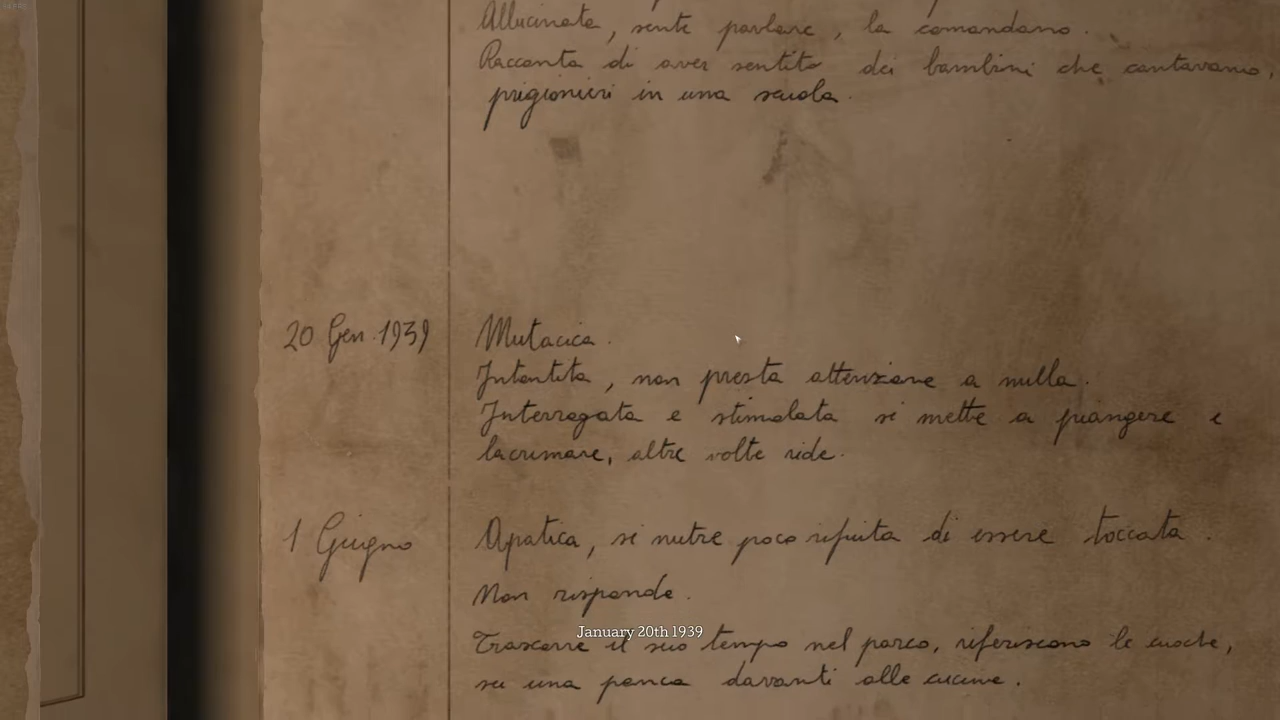 Allucinata, sente parlare, la comandano.
Racconta di aver sentito dei bambini che cantavano,
prigionieri in una scuola.
20 Gen. 1939 Mutacica.
Intontita, non presta attenzione a nulla.
Interrogata e stimolata si mette a piangere e
lacrimare, altre volte ride.
1 Giugno Apatica, si nutre poco rifiuta di essere toccata.
Non risponde.
January 20th 1939
Trascorre il suo tempo nel parco, riferiscono le cuoche,
su una panca davanti alle cucine.